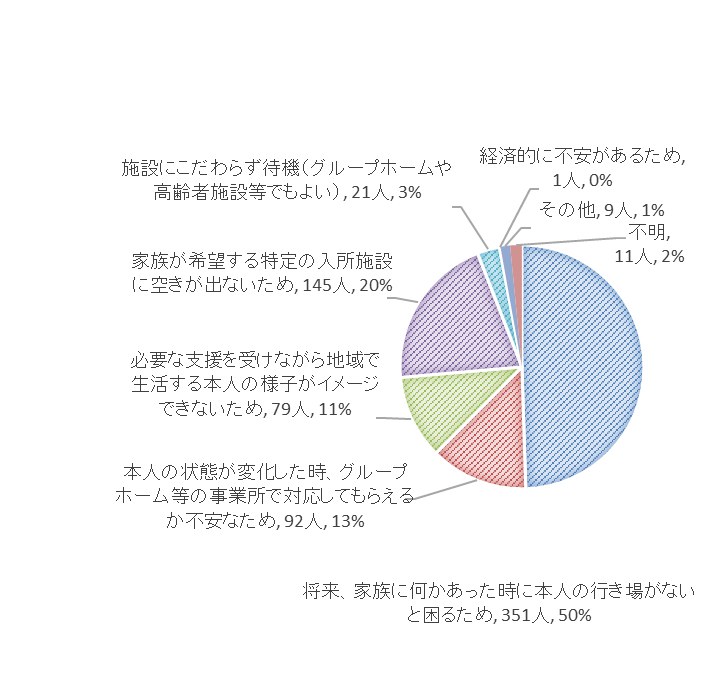 施設にこだわらず待機（グループホームや
高齢者施設等でもよい）, 21人, 3%
経済的に不安があるため,
1人, 0%
その他, 9人, 1%
不明,
11人, 2%
家族が希望する特定の入所施設
に空きが出ないため, 145人, 20%
必要な支援を受けながら地域で
生活する本人の様子がイメージ
できないため, 79人, 11%
本人の状態が変化した時、グループ
ホーム等の事業所で対応してもらえる
か不安なため, 92人, 13%
将来、家族に何かあった時に本人の行き場がない
と困るため, 351人, 50%